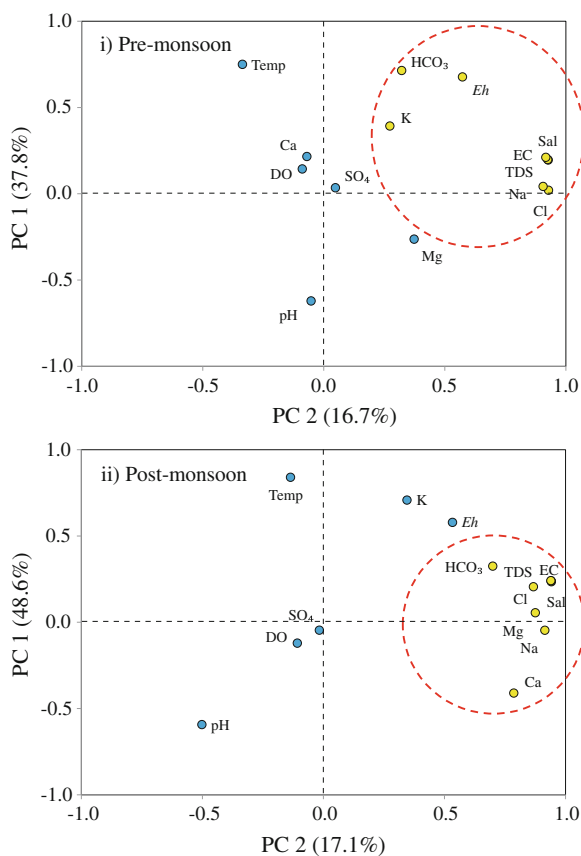 i) Pre-monsoon
1.0
0.5
0.0
-0.5
-1.0
PC 1 (37.8%)
Temp
HCO₃
Eh
K
Ca
DO
SO₄
Sal
EC
TDS
Na
Cl
Mg
pH
-1.0 -0.5 0.0 0.5 1.0
PC 2 (16.7%)
ii) Post-monsoon
1.0
0.5
0.0
-0.5
-1.0
PC 1 (48.6%)
Temp
K
Eh
HCO₃
TDS
EC
Cl
Sal
SO₄
DO
Mg
Na
Ca
pH
-1.0 -0.5 0.0 0.5 1.0
PC 2 (17.1%)